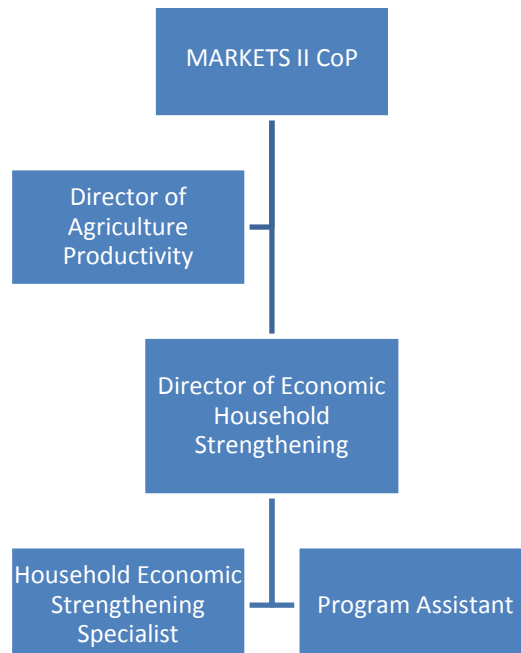 MARKETS II CoP
Director of
Agriculture
Productivity
Director of Economic
Household
Strengthening
Household Economic
Strengthening
Specialist
Program Assistant